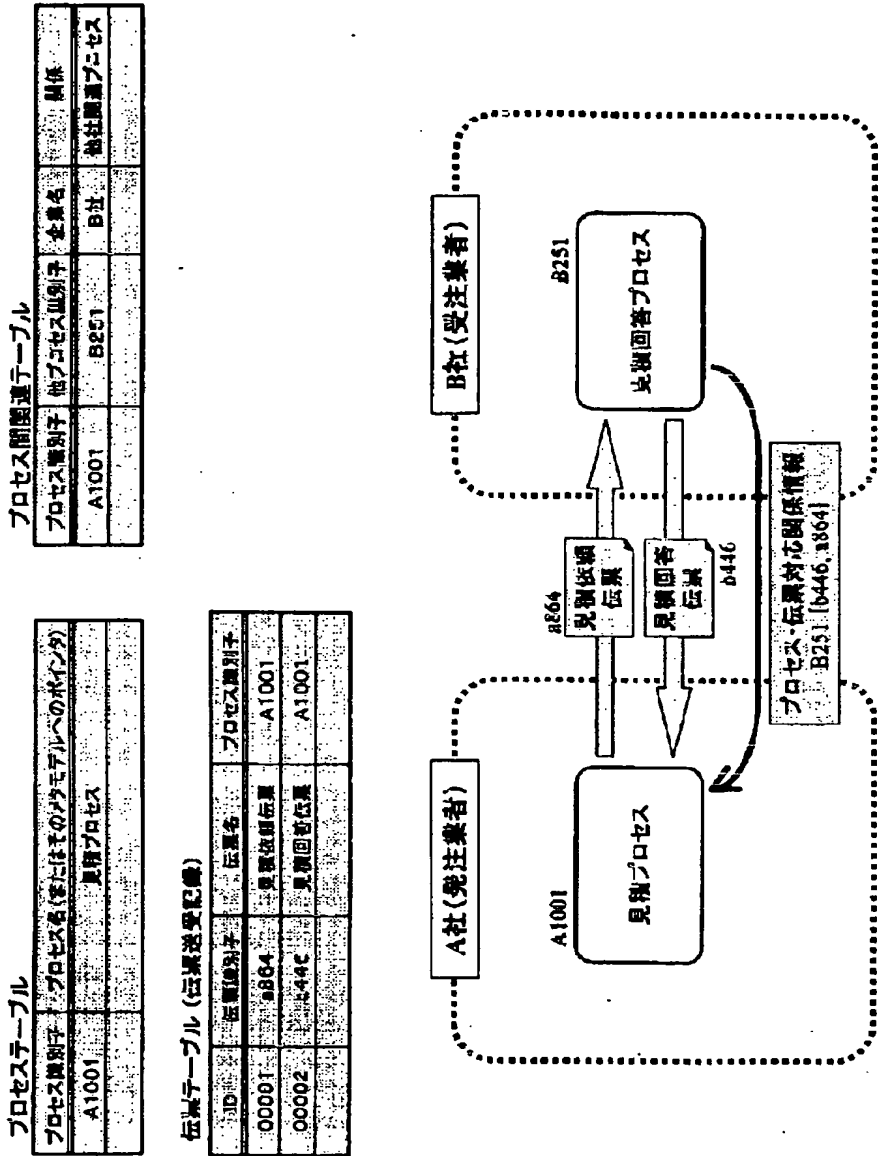 プロセステーブル
プロセス識別子 プロセス名(またはそのメタモデルへのポインタ)
A1001 見積プロセス
プロセス間関連テーブル
プロセス識別子 他プロセス識別子 企業名 関係
A1001 B251 B社 他社関連プロセス
伝票テーブル (伝票送受記録)
ID 伝票識別子 伝票名 プロセス識別子
00001 a864 見積依頼伝票 A1001
00002 見積回答伝票 A1001
A社(発注業者)
B社(受注業者)
A1001
見積プロセス
a864
見積依頼
伝票
見積回答
伝票
b446
B251
見積回答プロセス
プロセス・伝票対応関係情報
B251 [b446, a864]